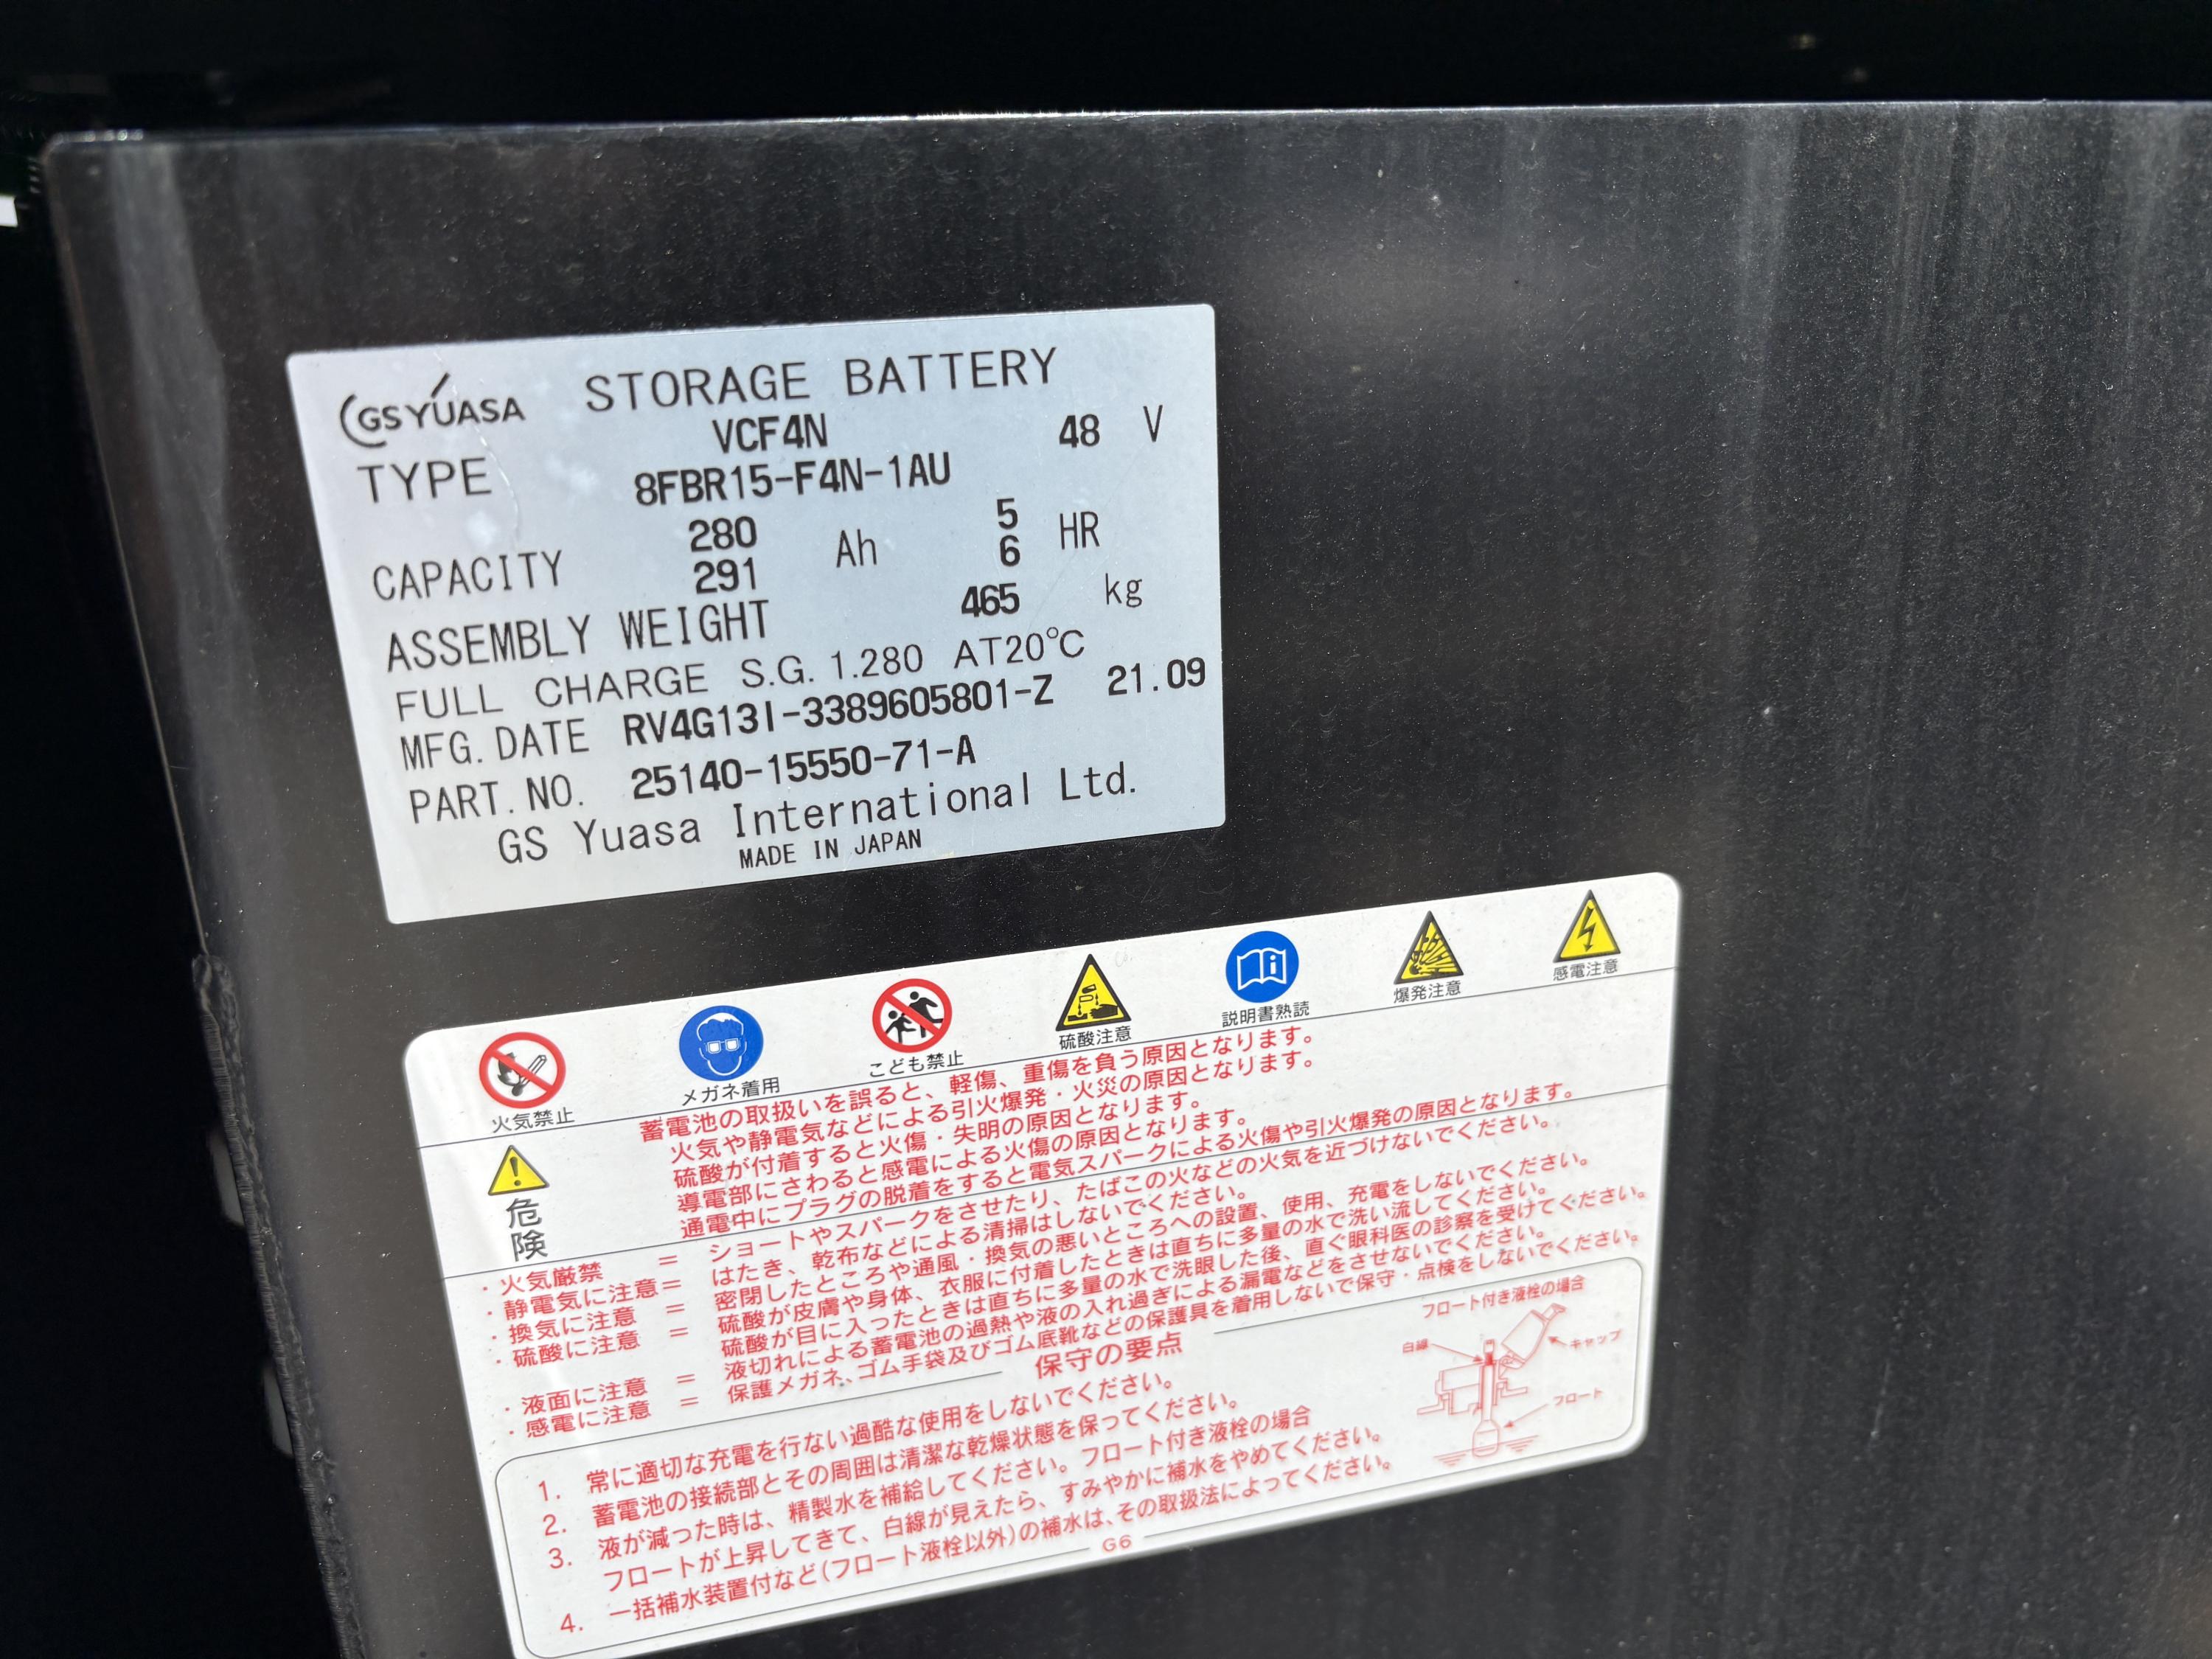 GS YUASA STORAGE BATTERY
TYPE VCF4N 48 V
8FBR15-F4N-1AU
CAPACITY 280 Ah 5 HR
291 6
ASSEMBLY WEIGHT 465 kg
FULL CHARGE S.G. 1.280 AT20℃
MFG. DATE RV4G13I-3389605801-Z 21.09
PART. NO. 25140-15550-71-A
GS Yuasa International Ltd.
MADE IN JAPAN
火気禁止 メガネ着用 こども禁止 硫酸注意 説明書熟読 爆発注意 感電注意
危険
蓄電池の取扱いを誤ると、軽傷、重傷を負う原因となります。
火気や静電気などによる引火爆発・火災の原因となります。
硫酸が付着すると火傷・失明の原因となります。
導電部にさわると感電による火傷の原因となります。
通電中にプラグの脱着をすると電気スパークによる火傷や引火爆発の原因となります。
・火気厳禁 = ショートやスパークをさせたり、たばこの火などの火気を近づけないでください。
・静電気に注意 = はたき、乾布などによる清掃はしないでください。
・換気に注意 = 密閉したところや通風・換気の悪いところへの設置、使用、充電をしないでください。
・硫酸に注意 = 硫酸が皮膚や身体、衣服に付着したときは直ちに多量の水で洗い流してください。
硫酸が目に入ったときは直ちに多量の水で洗眼した後、直ぐ眼科医の診察を受けてください。
・液面に注意 = 液切れによる蓄電池の過熱や液の入れ過ぎによる漏電などをさせないでください。
・感電に注意 = 保護メガネ、ゴム手袋及びゴム底靴などの保護具を着用しないで保守・点検をしないでください。
保守の要点
1. 常に適切な充電を行ない過酷な使用をしないでください。
2. 蓄電池の接続部とその周囲は清潔な乾燥状態を保ってください。
3. 液が減った時は、精製水を補給してください。フロート付き液栓の場合
フロートが上昇してきて、白線が見えたら、すみやかに補水をやめてください。
4. 一括補水装置付など(フロート液栓以外)の補水は、その取扱法によってください。
フロート付き液栓の場合
白線
キャップ
フロート
G6